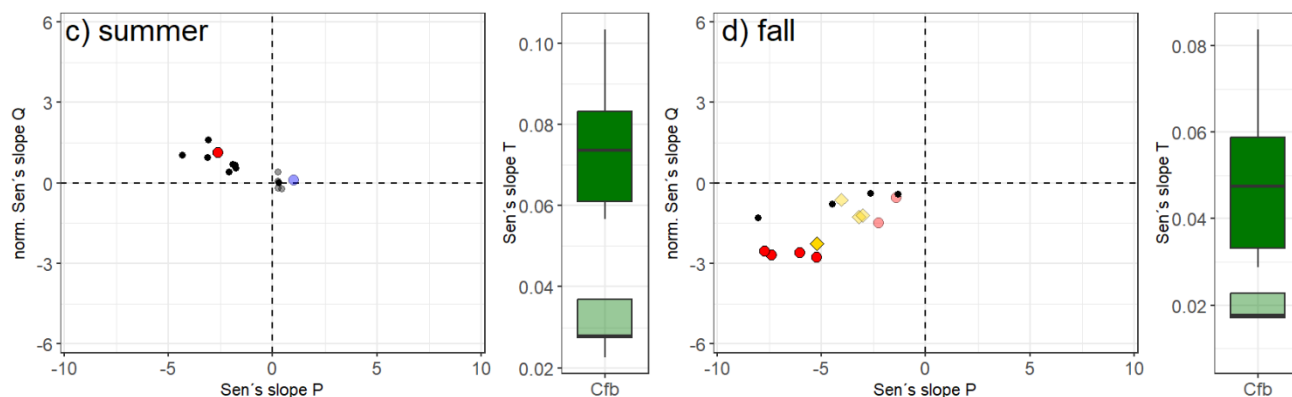 c) summer
norm. Sen´s slope Q
6
3
0
-3
-6
-10
-5
0
5
10
Sen´s slope P
Sen´s slope T
0.10
0.08
0.06
0.04
0.02
Cfb
d) fall
norm. Sen´s slope Q
6
3
0
-3
-6
-10
-5
0
5
10
Sen´s slope P
Sen´s slope T
0.08
0.06
0.04
0.02
Cfb